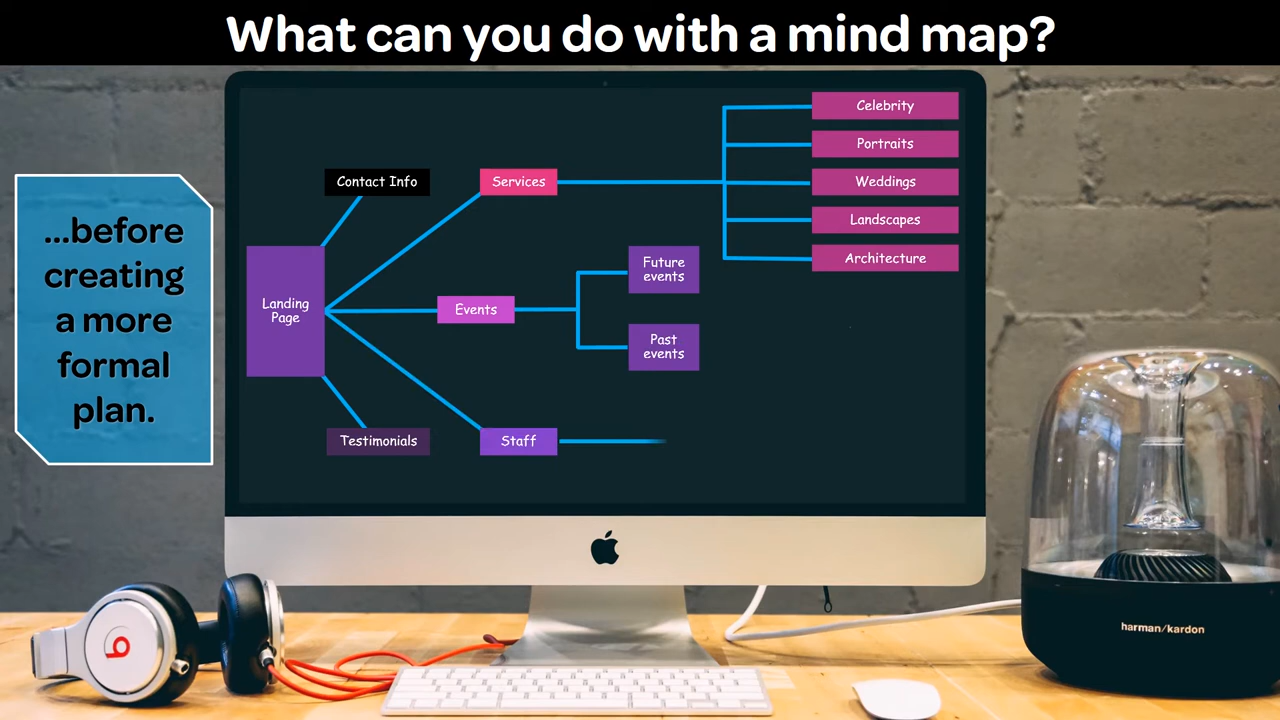 What can you do with a mind map?
...before
creating
a more
formal
plan.
Contact Info
Services
Celebrity
Portraits
Weddings
Landscapes
Architecture
Landing
Page
Events
Future
events
Past
events
Testimonials
Staff
harman/kardon
b